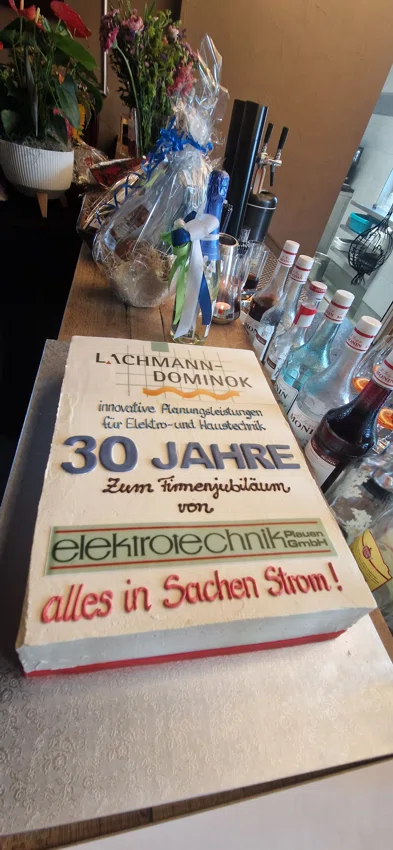 LACHMANN-
DOMINOK
innovative Planungsleistungen
für Elektro- und Haustechnik
30 JAHRE
Zum Firmenjubiläum
von
elektrotechnik Plauen GmbH
alles in Sachen Strom!